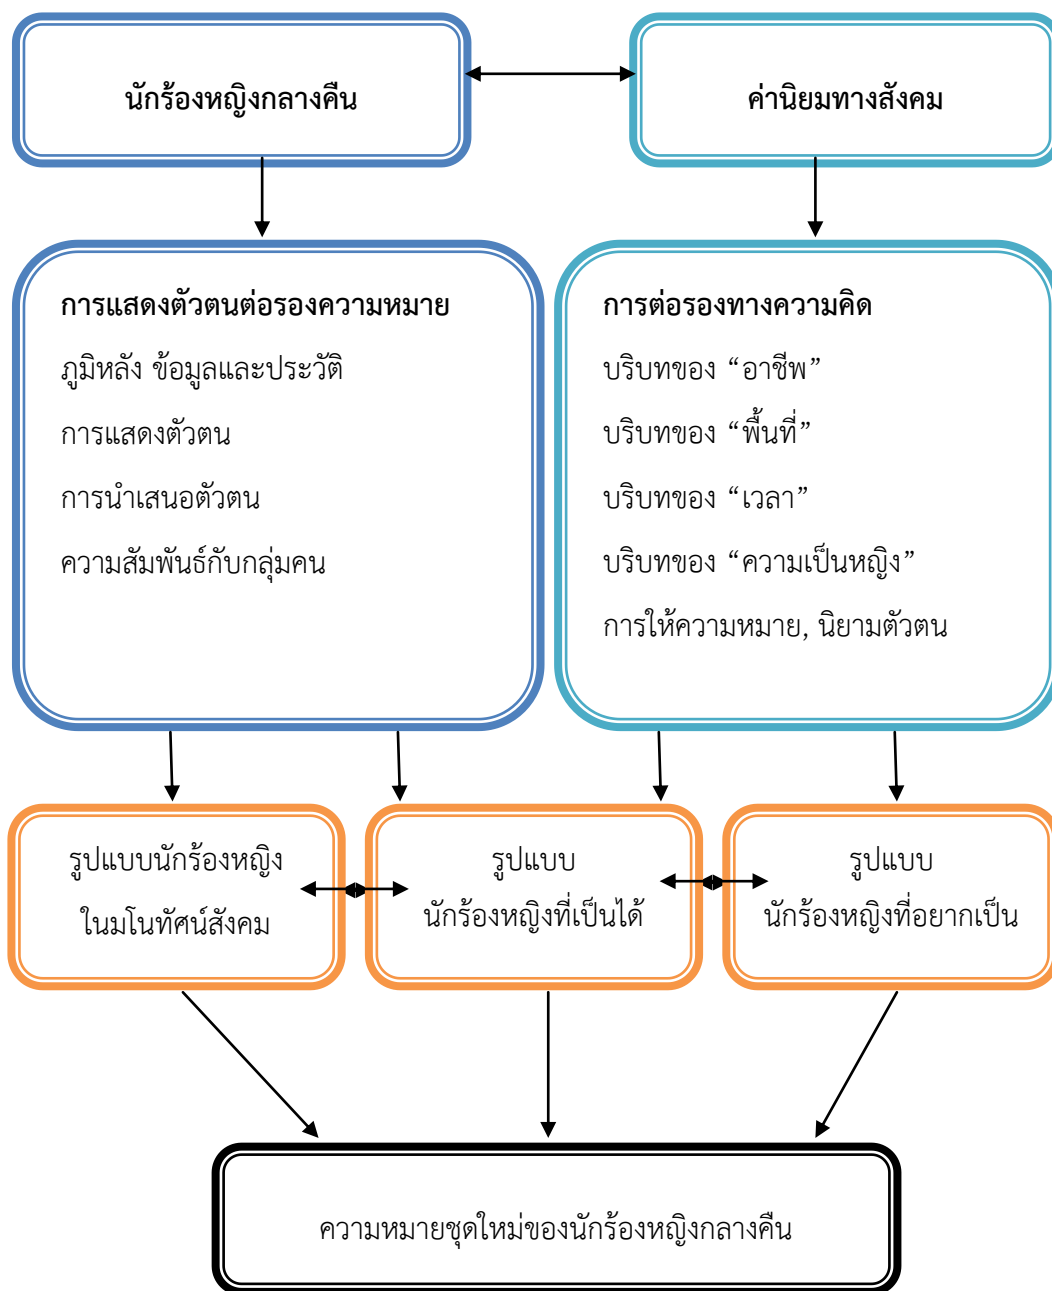 นักร้องหญิงกลางคืน
ค่านิยมทางสังคม
การแสดงตัวตนต่อรองความหมาย
ภูมิหลัง ข้อมูลและประวัติ
การแสดงตัวตน
การนำเสนอตัวตน
ความสัมพันธ์กับกลุ่มคน
การต่อรองทางความคิด
บริบทของ “อาชีพ”
บริบทของ “พื้นที่”
บริบทของ “เวลา”
บริบทของ “ความเป็นหญิง”
การให้ความหมาย, นิยามตัวตน
รูปแบบนักร้องหญิง
ในมโนทัศน์สังคม
รูปแบบ
นักร้องหญิงที่เป็นได้
รูปแบบ
นักร้องหญิงที่อยากเป็น
ความหมายชุดใหม่ของนักร้องหญิงกลางคืน